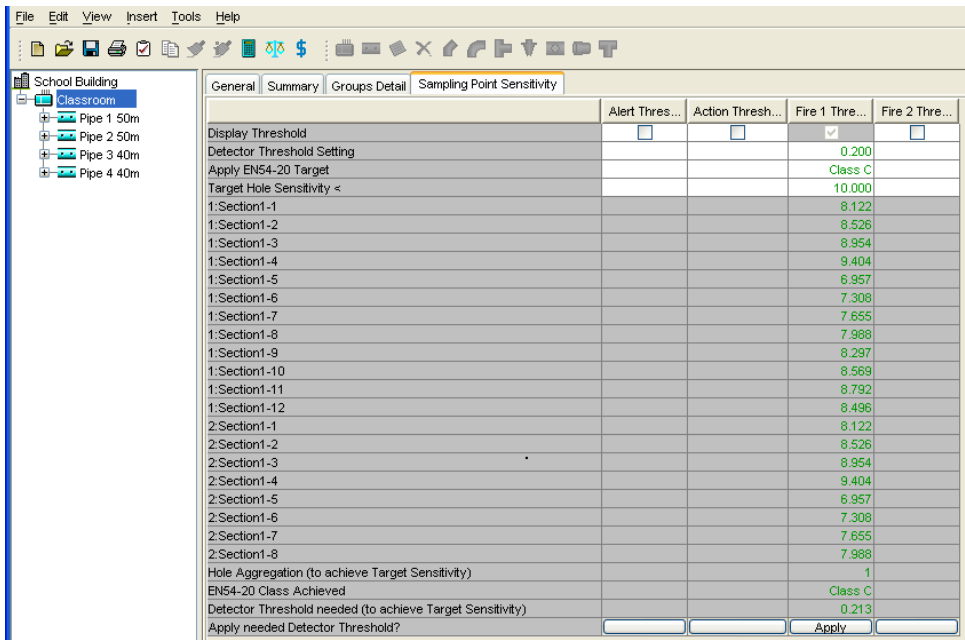 File Edit View Insert Tools Help
School Building
Classroom
Pipe 1 50m
Pipe 2 50m
Pipe 3 40m
Pipe 4 40m
General Summary Groups Detail Sampling Point Sensitivity
Alert Thres... Action Thresh... Fire 1 Thre... Fire 2 Thre...
Display Threshold
Detector Threshold Setting 0.200
Apply EN54-20 Target Class C
Target Hole Sensitivity < 10.000
1:Section1-1 8.122
1:Section1-2 8.526
1:Section1-3 8.954
1:Section1-4 9.404
1:Section1-5 6.957
1:Section1-6 7.308
1:Section1-7 7.655
1:Section1-8 7.988
1:Section1-9 8.297
1:Section1-10 8.569
1:Section1-11 8.792
1:Section1-12 8.496
2:Section1-1 8.122
2:Section1-2 8.526
2:Section1-3 8.954
2:Section1-4 9.404
2:Section1-5 6.957
2:Section1-6 7.308
2:Section1-7 7.655
2:Section1-8 7.988
Hole Aggregation (to achieve Target Sensitivity) 1
EN54-20 Class Achieved Class C
Detector Threshold needed (to achieve Target Sensitivity) 0.213
Apply needed Detector Threshold? Apply